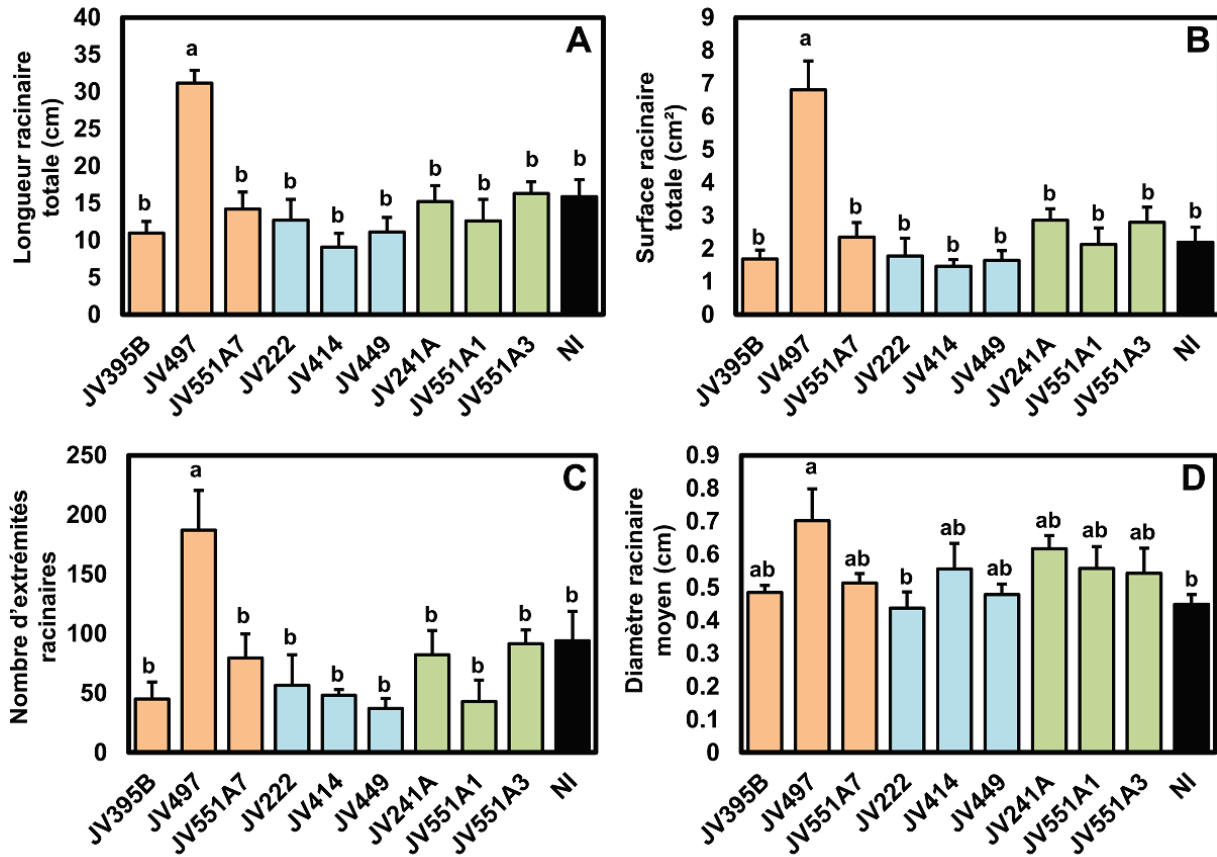 A
Longueur racinaire
totale (cm)
40
35
30
25
20
15
10
5
0
b
a
b
b
b
b
b
b
b
b
JV395B
JV497
JV551A7
JV222
JV414
JV449
JV241A
JV551A1
JV551A3
NI
B
Surface racinaire
totale (cm²)
9
8
7
6
5
4
3
2
1
0
b
a
b
b
b
b
b
b
b
b
JV395B
JV497
JV551A7
JV222
JV414
JV449
JV241A
JV551A1
JV551A3
NI
C
Nombre d'extrémités
racinaires
250
200
150
100
50
0
b
a
b
b
b
b
b
b
b
b
JV395B
JV497
JV551A7
JV222
JV414
JV449
JV241A
JV551A1
JV551A3
NI
D
Diamètre racinaire
moyen (cm)
0.9
0.8
0.7
0.6
0.5
0.4
0.3
0.2
0.1
0
ab
a
ab
b
ab
ab
ab
ab
ab
b
JV395B
JV497
JV551A7
JV222
JV414
JV449
JV241A
JV551A1
JV551A3
NI